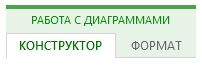 РАБОТА С ДИАГРАММАМИ
КОНСТРУКТОР ФОРМАТ